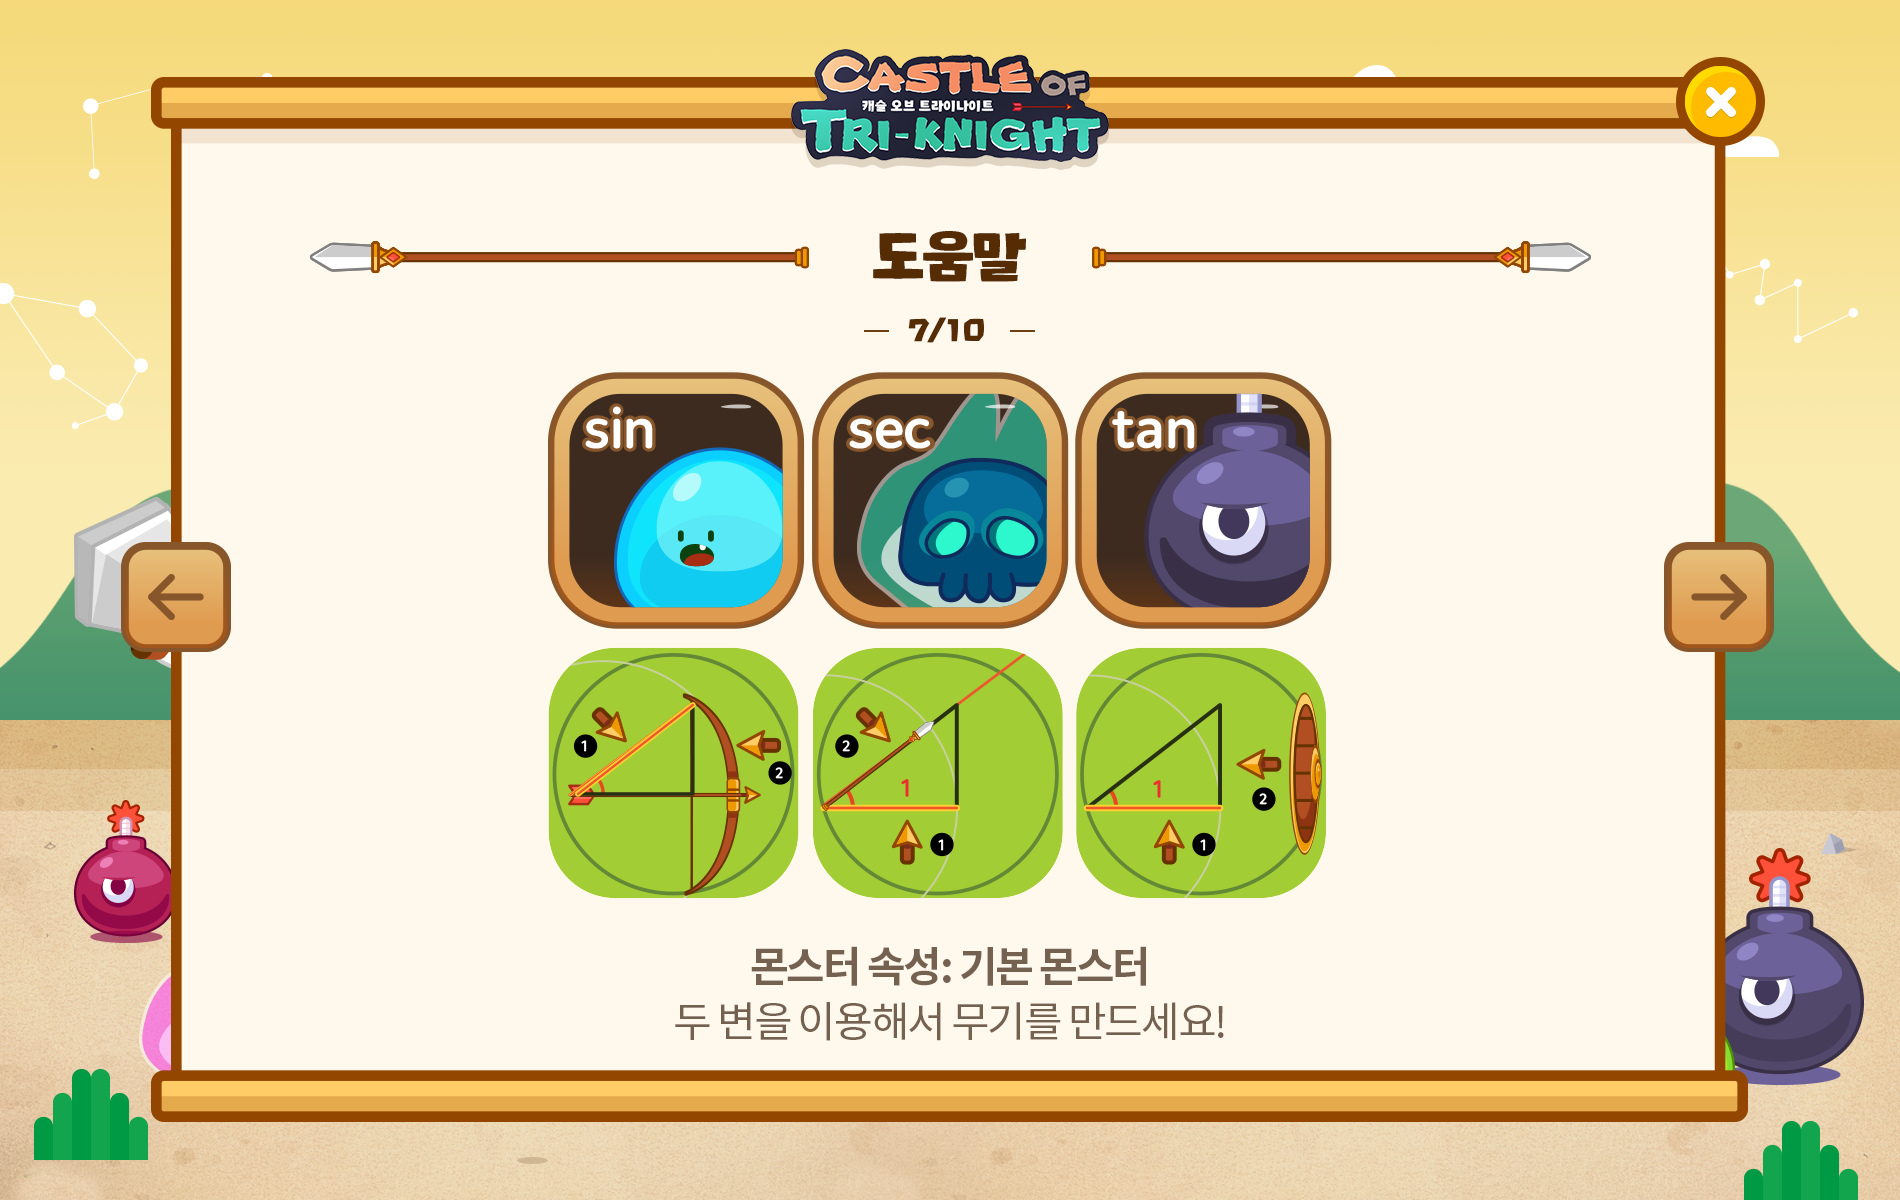 CASTLE OF
캐슬 오브 트라이나이트
TRI-KNIGHT
도움말
7/10
sin
sec
tan
1
2
2
1
1
1
2
1
몬스터 속성: 기본 몬스터
두 변을 이용해서 무기를 만드세요!